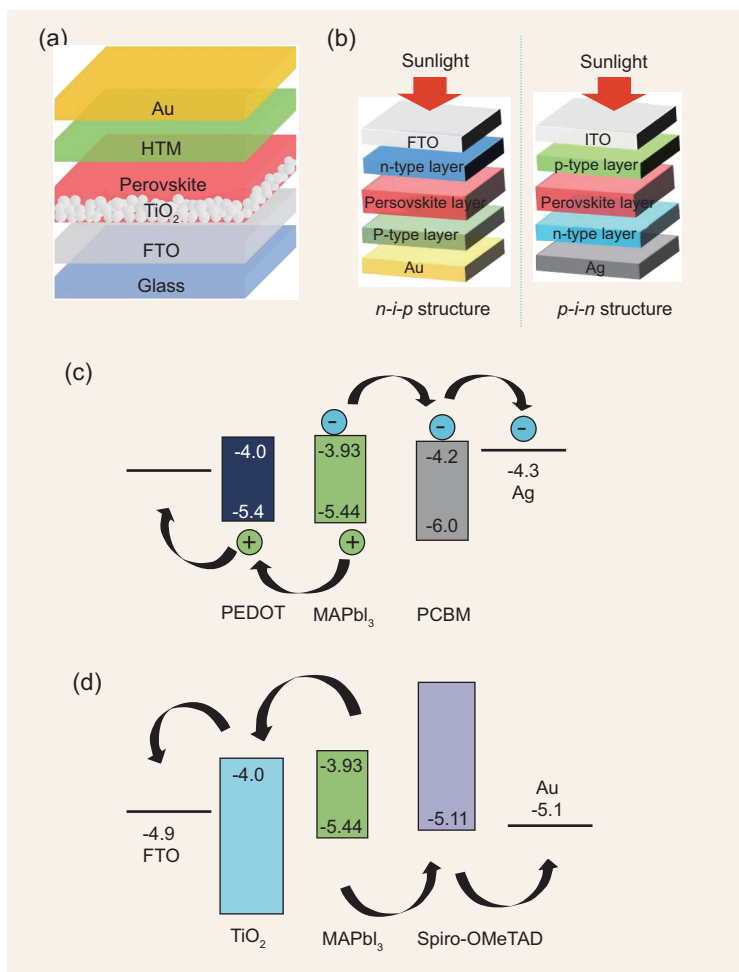 (a)
Au
HTM
Perovskite
TiO₂
FTO
Glass
(b)
Sunlight
FTO
n-type layer
Persovskite layer
P-type layer
Au
n-i-p structure
Sunlight
ITO
p-type layer
Perovskite layer
n-type layer
Ag
p-i-n structure
(c)
-4.0
-5.4
+
PEDOT
-
-3.93
-5.44
+
MAPbI₃
-
-4.2
-6.0
PCBM
-
-4.3
Ag
(d)
-4.9
FTO
-4.0
TiO₂
-3.93
-5.44
MAPbI₃
-5.11
Spiro-OMeTAD
Au
-5.1